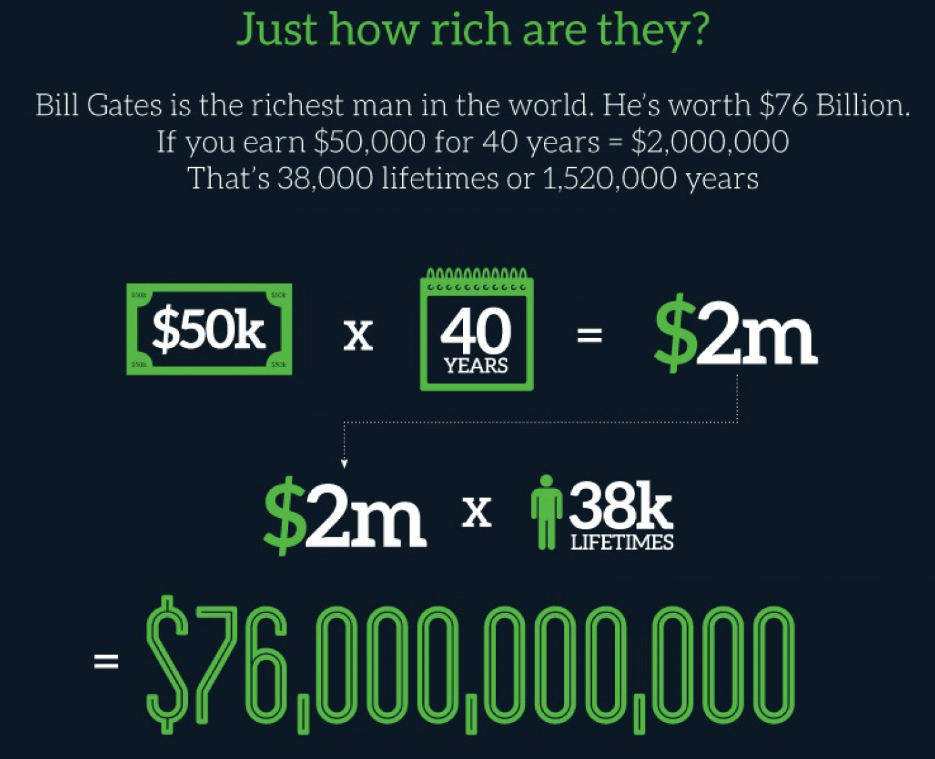 Just how rich are they?
Bill Gates is the richest man in the world. He's worth $76 Billion.
If you earn $50,000 for 40 years = $2,000,000
That's 38,000 lifetimes or 1,520,000 years
$50k $50k
$50k x 40 = $2m
YEARS
$50k $50k
$2m x 38k
LIFETIMES
= $76,000,000,000